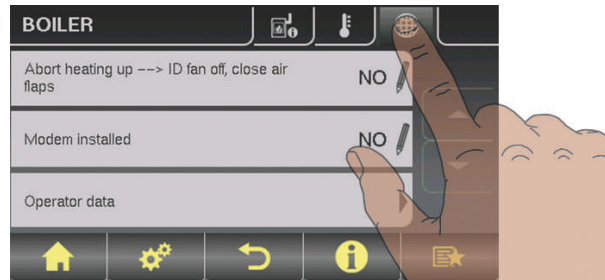 BOILER
Abort heating up --> ID fan off, close air
flaps
NO
Modem installed
NO
Operator data